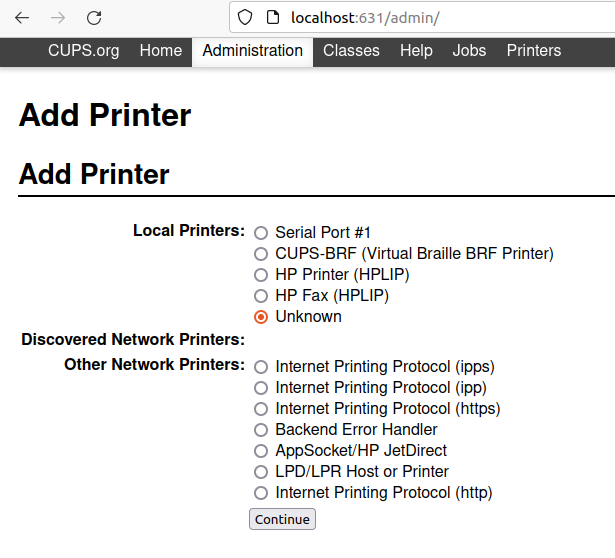 localhost:631/admin/
CUPS.org Home Administration Classes Help Jobs Printers
Add Printer
Add Printer
Local Printers: Serial Port #1
CUPS-BRF (Virtual Braille BRF Printer)
HP Printer (HPLIP)
HP Fax (HPLIP)
Unknown
Discovered Network Printers:
Other Network Printers: Internet Printing Protocol (ipps)
Internet Printing Protocol (ipp)
Internet Printing Protocol (https)
Backend Error Handler
AppSocket/HP JetDirect
LPD/LPR Host or Printer
Internet Printing Protocol (http)
Continue